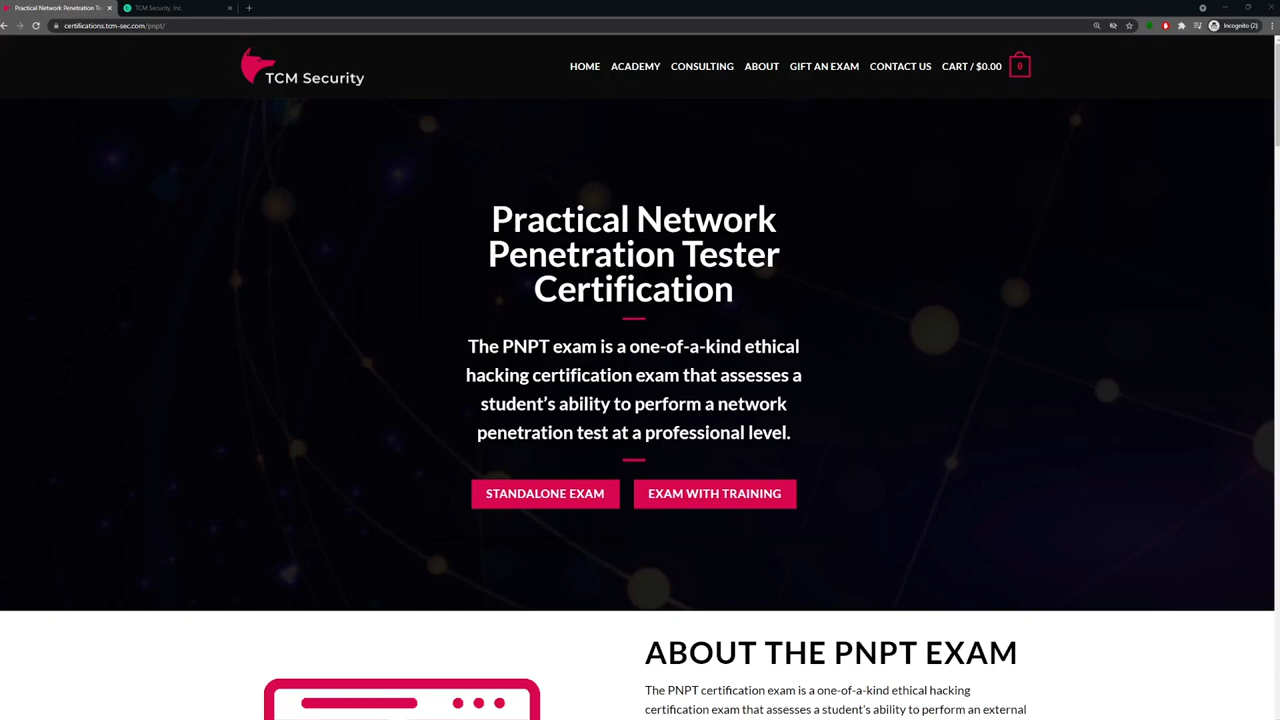 Practical Network Penetration Tes
TCM Security, Inc.
certifications.tcm-sec.com/pnpt/
Incognito (2)
TCM Security
HOME
ACADEMY
CONSULTING
ABOUT
GIFT AN EXAM
CONTACT US
CART / $0.00
0
Practical Network
Penetration Tester
Certification
The PNPT exam is a one-of-a-kind ethical
hacking certification exam that assesses a
student’s ability to perform a network
penetration test at a professional level.
STANDALONE EXAM
EXAM WITH TRAINING
ABOUT THE PNPT EXAM
The PNPT certification exam is a one-of-a-kind ethical hacking
certification exam that assesses a student’s ability to perform an external